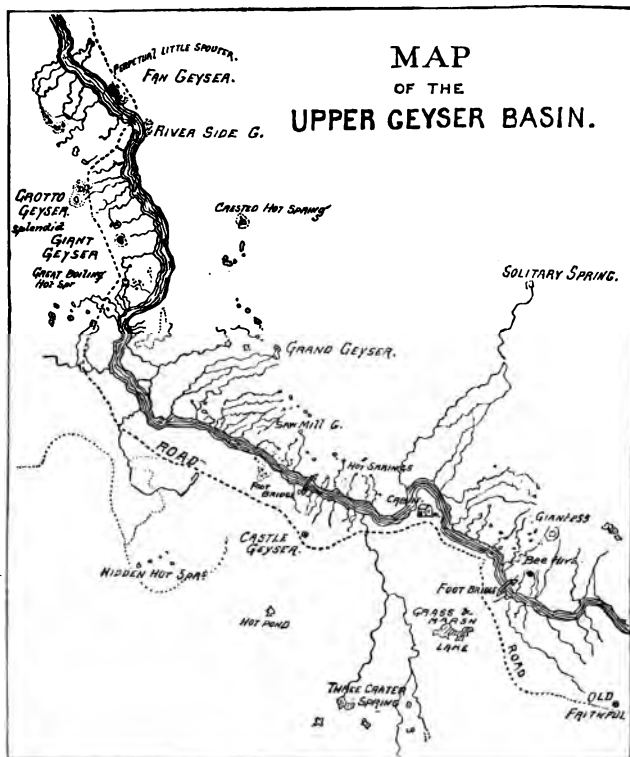 MAP
OF THE
UPPER GEYSER BASIN.
PERPETUAL LITTLE SPOUTER.
FAN GEYSER.
RIVER SIDE G.
GROTTO
GEYSER.
Splendid
GIANT
GEYSER
GREAT BOILING
HOT SPR
CRESTED HOT SPRING
SOLITARY SPRING.
GRAND GEYSER.
SAW MILL G.
ROAD
HOT SPRINGS
FOOT
BRIDGE
CABIN
CASTLE
GEYSER.
GIANTESS
BEE HIVE
FOOT BRIDGE
HIDDEN HOT SPRS
HOT POND
GRASS &
MARSH
LAKE
ROAD
THREE CRATER
SPRING
OLD
FAITHFUL